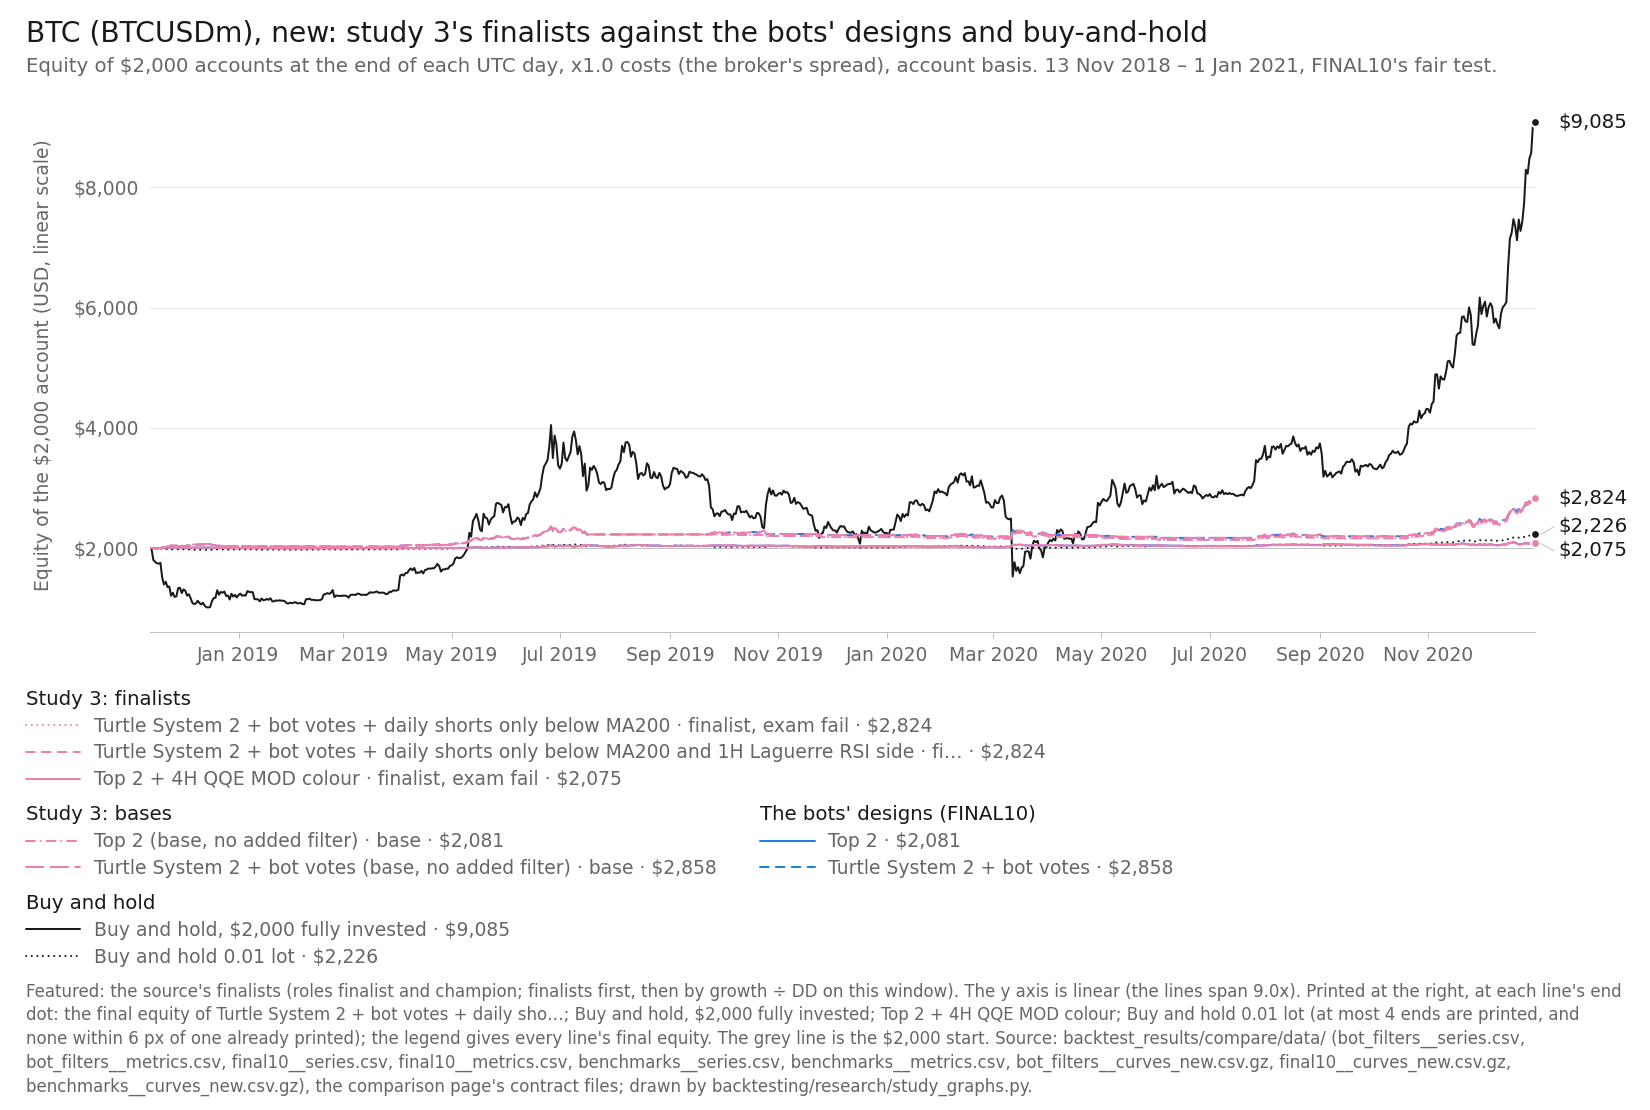 BTC (BTCUSDm), new: study 3's finalists against the bots' designs and buy-and-hold
Equity of $2,000 accounts at the end of each UTC day, x1.0 costs (the broker's spread), account basis. 13 Nov 2018 – 1 Jan 2021, FINAL10's fair test.
Equity of the $2,000 account (USD, linear scale)
$8,000
$6,000
$4,000
$2,000
$9,085
$2,824
$2,226
$2,075
Jan 2019 Mar 2019 May 2019 Jul 2019 Sep 2019 Nov 2019 Jan 2020 Mar 2020 May 2020 Jul 2020 Sep 2020 Nov 2020
Study 3: finalists
Turtle System 2 + bot votes + daily shorts only below MA200 · finalist, exam fail · $2,824
Turtle System 2 + bot votes + daily shorts only below MA200 and 1H Laguerre RSI side · fi… · $2,824
Top 2 + 4H QQE MOD colour · finalist, exam fail · $2,075
Study 3: bases
Top 2 (base, no added filter) · base · $2,081
Turtle System 2 + bot votes (base, no added filter) · base · $2,858
The bots' designs (FINAL10)
Top 2 · $2,081
Turtle System 2 + bot votes · $2,858
Buy and hold
Buy and hold, $2,000 fully invested · $9,085
Buy and hold 0.01 lot · $2,226
Featured: the source's finalists (roles finalist and champion; finalists first, then by growth ÷ DD on this window). The y axis is linear (the lines span 9.0x). Printed at the right, at each line's end
dot: the final equity of Turtle System 2 + bot votes + daily sho…; Buy and hold, $2,000 fully invested; Top 2 + 4H QQE MOD colour; Buy and hold 0.01 lot (at most 4 ends are printed, and
none within 6 px of one already printed); the legend gives every line's final equity. The grey line is the $2,000 start. Source: backtest_results/compare/data/ (bot_filters__series.csv,
bot_filters__metrics.csv, final10__series.csv, final10__metrics.csv, benchmarks__series.csv, benchmarks__metrics.csv, bot_filters__curves_new.csv.gz, final10__curves_new.csv.gz,
benchmarks__curves_new.csv.gz), the comparison page's contract files; drawn by backtesting/research/study_graphs.py.